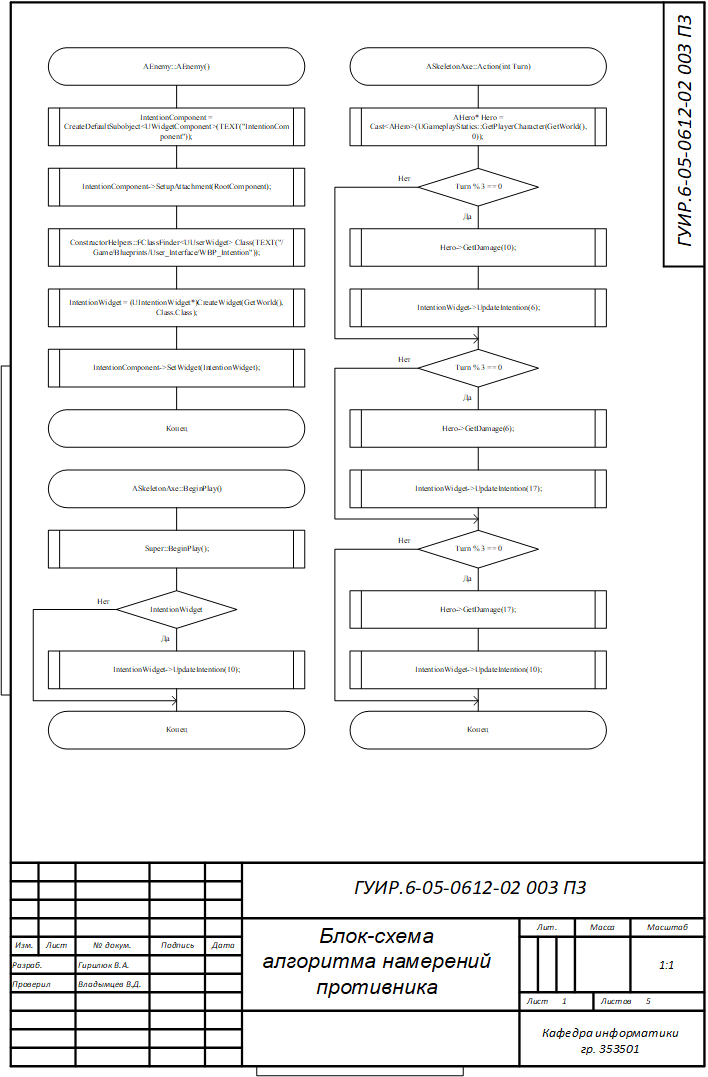 ГУИР.6-05-0612-02 003 ПЗ
AEnemy::AEnemy()
IntentionComponent =
CreateDefaultSubobject<UWidgetComponent>(TEXT("IntentionCom
ponent"));
IntentionComponent->SetupAttachment(RootComponent);
ConstructorHelpers::FClassFinder<UUserWidget> Class(TEXT("/
Game/Blueprints/User_Interface/WBP_Intention"));
IntentionWidget = (UIntentionWidget*)CreateWidget(GetWorld(),
Class.Class);
IntentionComponent->SetWidget(IntentionWidget);
Конец
ASkeletonAxe::BeginPlay()
Super::BeginPlay();
Нет
IntentionWidget
Да
IntentionWidget->UpdateIntention(10);
Конец
ASkeletonAxe::Action(int Turn)
AHero* Hero =
Cast<AHero>(UGameplayStatics::GetPlayerCharacter(GetWorld(),
0));
Нет
Turn % 3 == 0
Да
Hero->GetDamage(10);
IntentionWidget->UpdateIntention(6);
Нет
Turn % 3 == 0
Да
Hero->GetDamage(6);
IntentionWidget->UpdateIntention(17);
Нет
Turn % 3 == 0
Да
Hero->GetDamage(17);
IntentionWidget->UpdateIntention(10);
Конец
ГУИР.6-05-0612-02 003 ПЗ
Изм. Лист № докум. Подпись Дата
Разраб. Гирилюк В.А.
Проверил Владымцев В.Д.
Блок-схема
алгоритма намерений
противника
Лит. Масса Масштаб
1:1
Лист 1 Листов 5
Кафедра информатики
гр. 353501